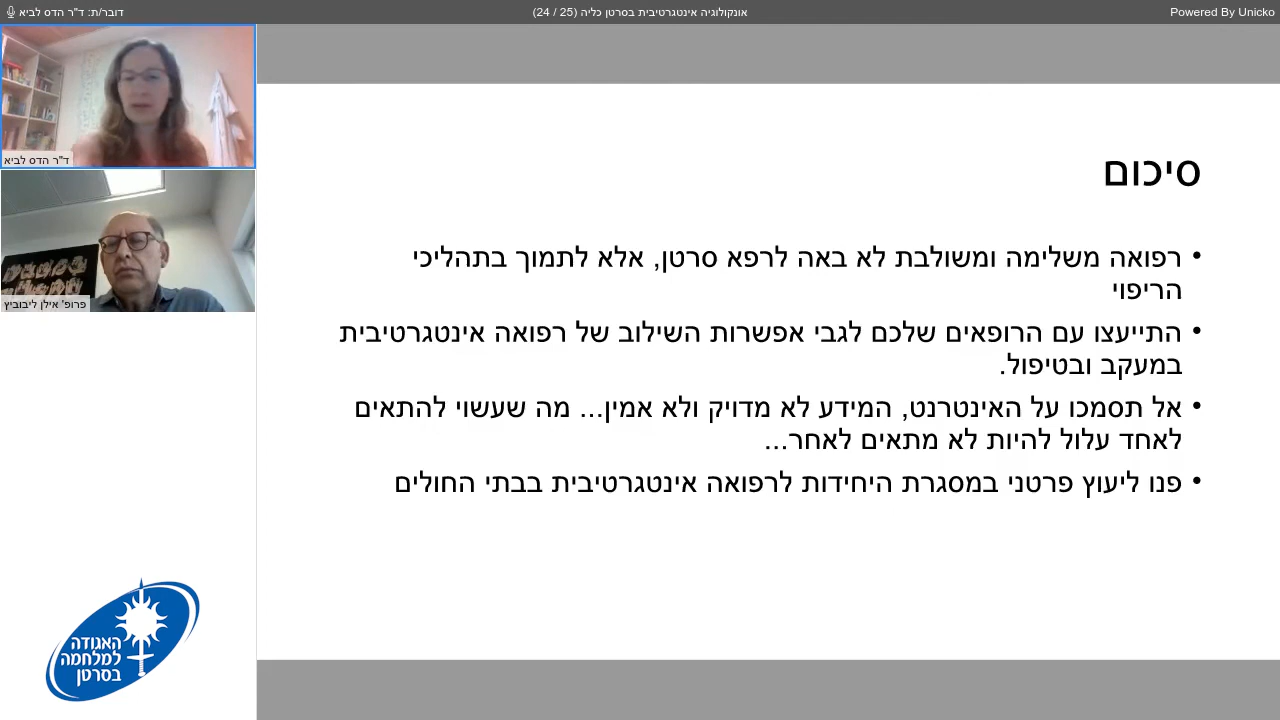 דובר/ת: ד"ר הדס לביא
אונקולוגיה אינטגרטיבית בסרטן כליה (25 / 24)
Powered By Unicko
ד"ר הדס לביא
פרופ' אילן ליבוביץ
סיכום
• רפואה משלימה ומשולבת לא באה לרפא סרטן, אלא לתמוך בתהליכי
הריפוי
• התייעצו עם הרופאים שלכם לגבי אפשרות השילוב של רפואה אינטגרטיבית
במעקב ובטיפול.
• אל תסמכו על האינטרנט, המידע לא מדויק ולא אמין... מה שעשוי להתאים
לאחד עלול להיות לא מתאים לאחר...
• פנו ליעוץ פרטני במסגרת היחידות לרפואה אינטגרטיבית בבתי החולים
האגודה
למלחמה
בסרטן